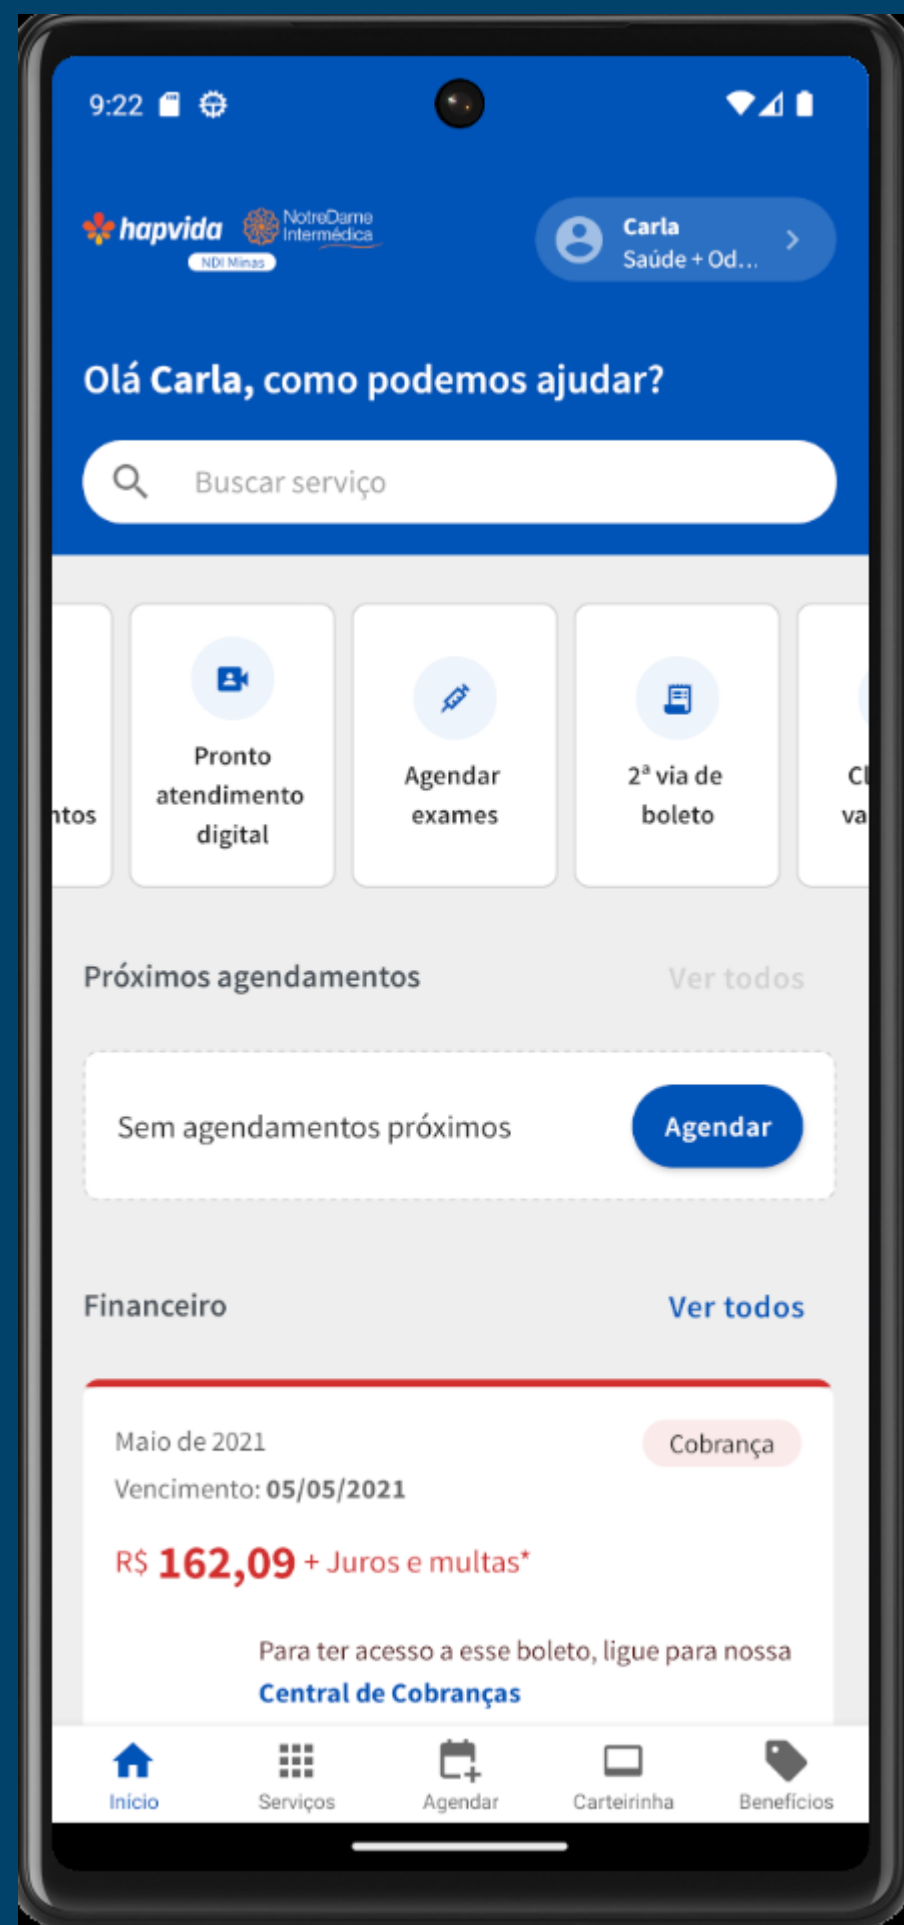 9:22
hapvida
NotreDame
Intermédica
NDI Minas
Carla
Saúde + Od...
Olá Carla, como podemos ajudar?
Buscar serviço
ntos
Pronto
atendimento
digital
Agendar
exames
2ª via de
boleto
Cl
va
Próximos agendamentos
Ver todos
Sem agendamentos próximos
Agendar
Financeiro
Ver todos
Maio de 2021
Cobrança
Vencimento: 05/05/2021
R$ 162,09 + Juros e multas*
Para ter acesso a esse boleto, ligue para nossa
Central de Cobranças
Início
Serviços
Agendar
Carteirinha
Benefícios